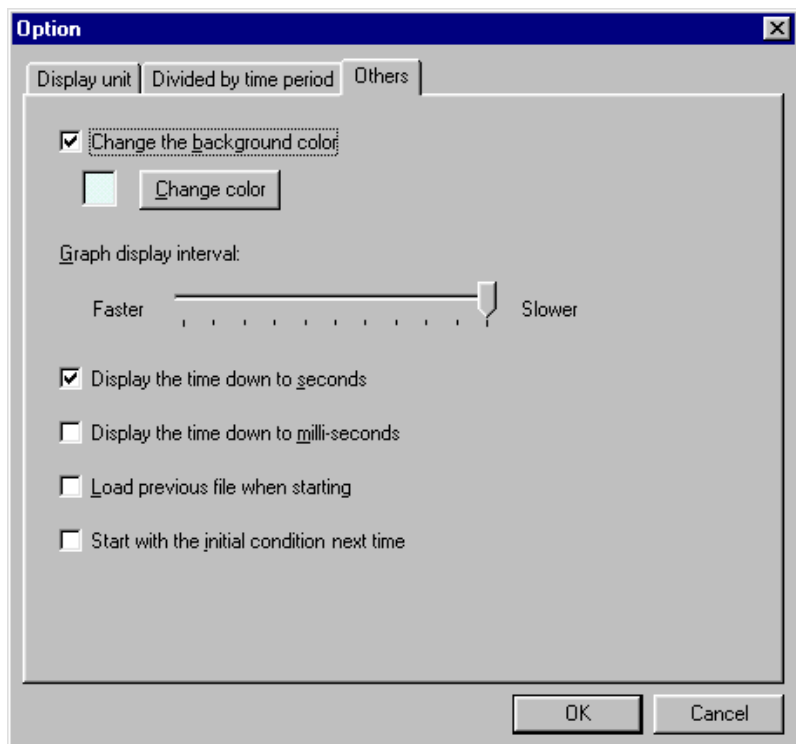 Option
Display unit Divided by time period Others
Change the background color
Change color
Graph display interval:
Faster Slower
Display the time down to seconds
Display the time down to milli-seconds
Load previous file when starting
Start with the initial condition next time
OK Cancel